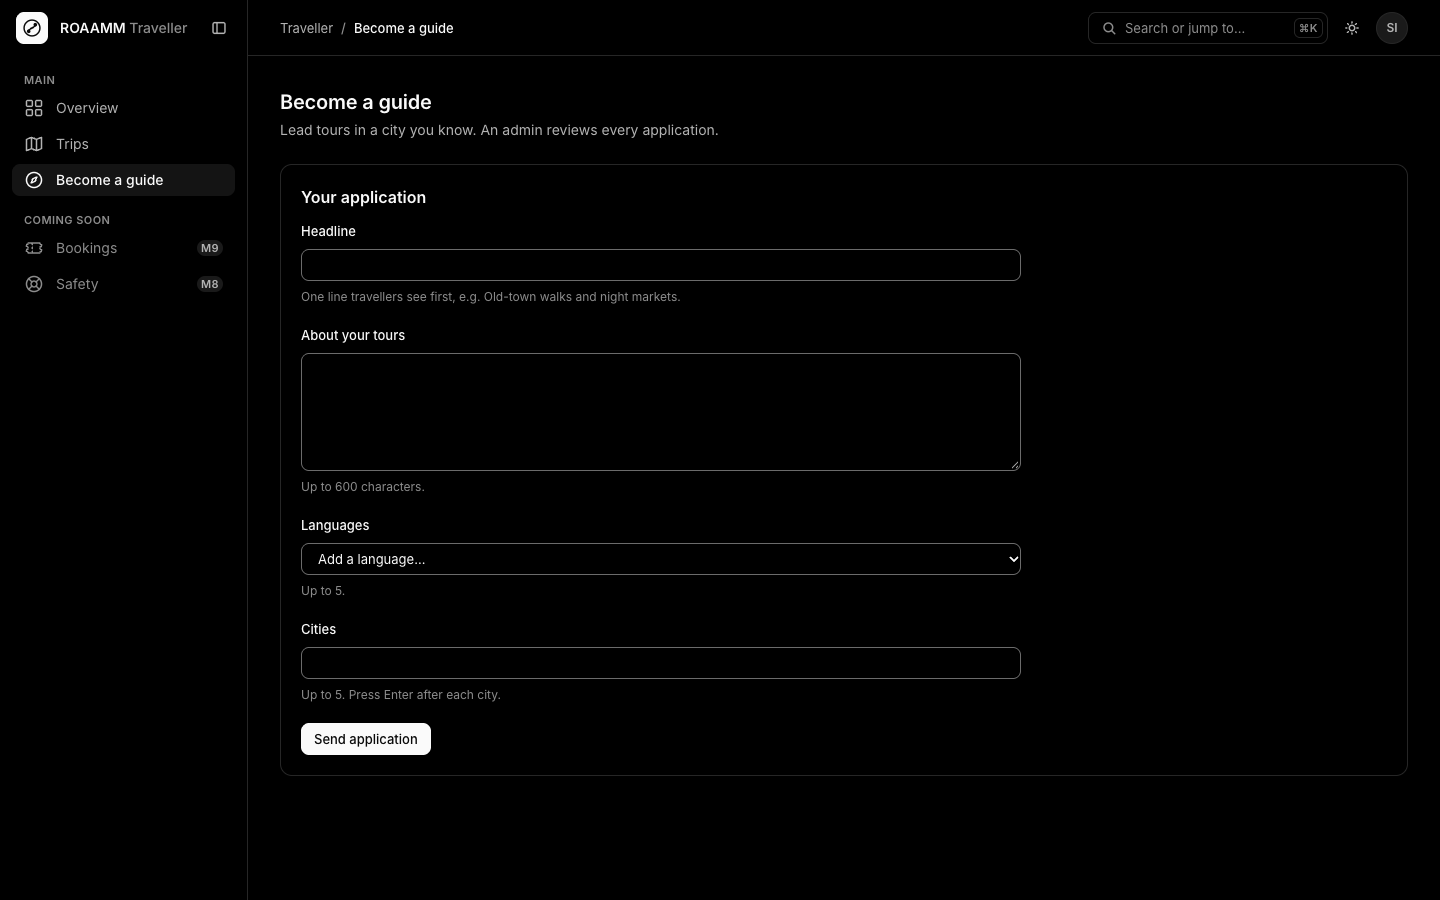 ROAAMM Traveller
Traveller / Become a guide
Search or jump to...
⌘K
SI
MAIN
Overview
Trips
Become a guide
COMING SOON
Bookings
M9
Safety
M8
Become a guide
Lead tours in a city you know. An admin reviews every application.
Your application
Headline
One line travellers see first, e.g. Old-town walks and night markets.
About your tours
Up to 600 characters.
Languages
Add a language...
Up to 5.
Cities
Up to 5. Press Enter after each city.
Send application